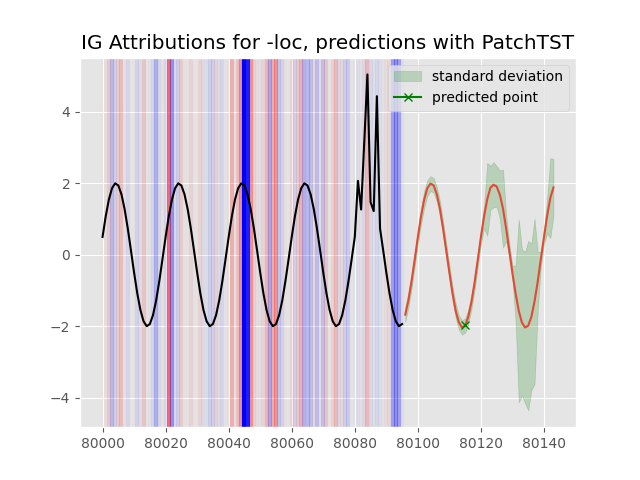 IG Attributions for -loc, predictions with PatchTST
standard deviation
predicted point
4
2
0
−2
−4
80000 80020 80040 80060 80080 80100 80120 80140